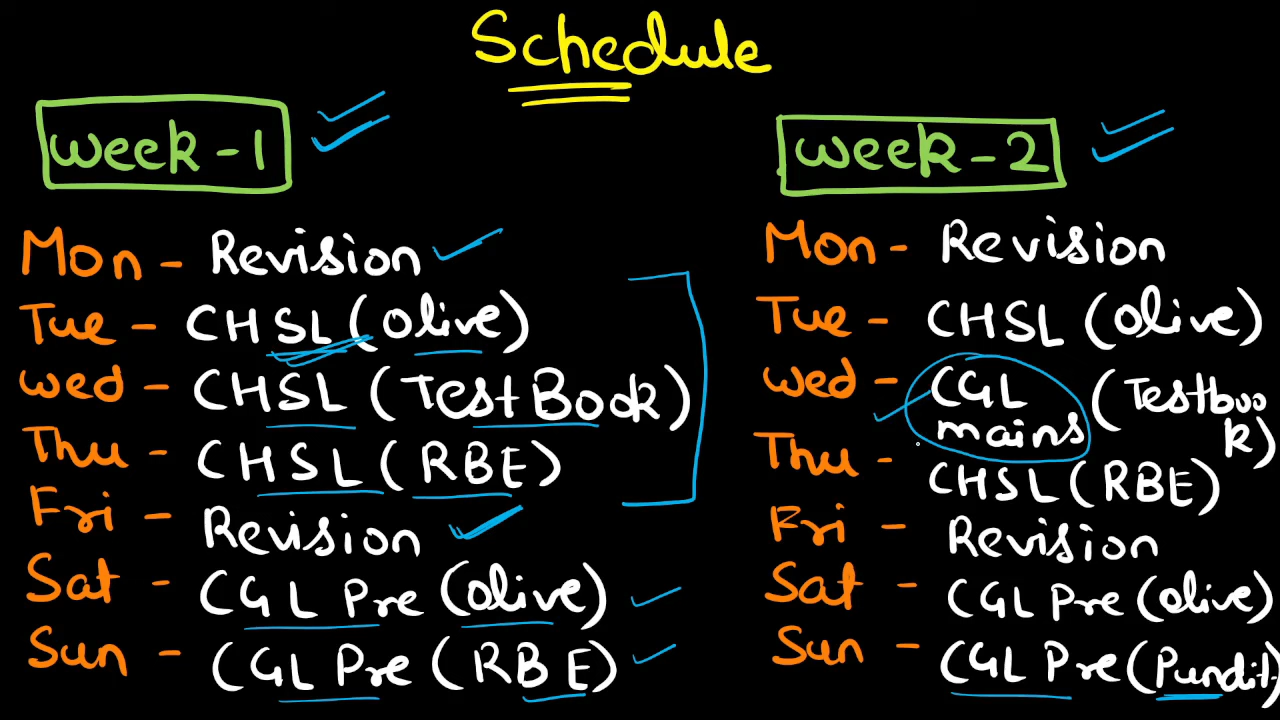 Schedule
Week-1
Mon - Revision
Tue - CHSL (Olive)
Wed - CHSL (TestBook)
Thu - CHSL (RBE)
Fri - Revision
Sat - CGL Pre (Olive)
Sun - CGL Pre (RBE)
Week-2
Mon - Revision
Tue - CHSL (Olive)
Wed - CGL mains (Testbook)
Thu - CHSL (RBE)
Fri - Revision
Sat - CGL Pre (Olive)
Sun - CGL Pre (Pundit)